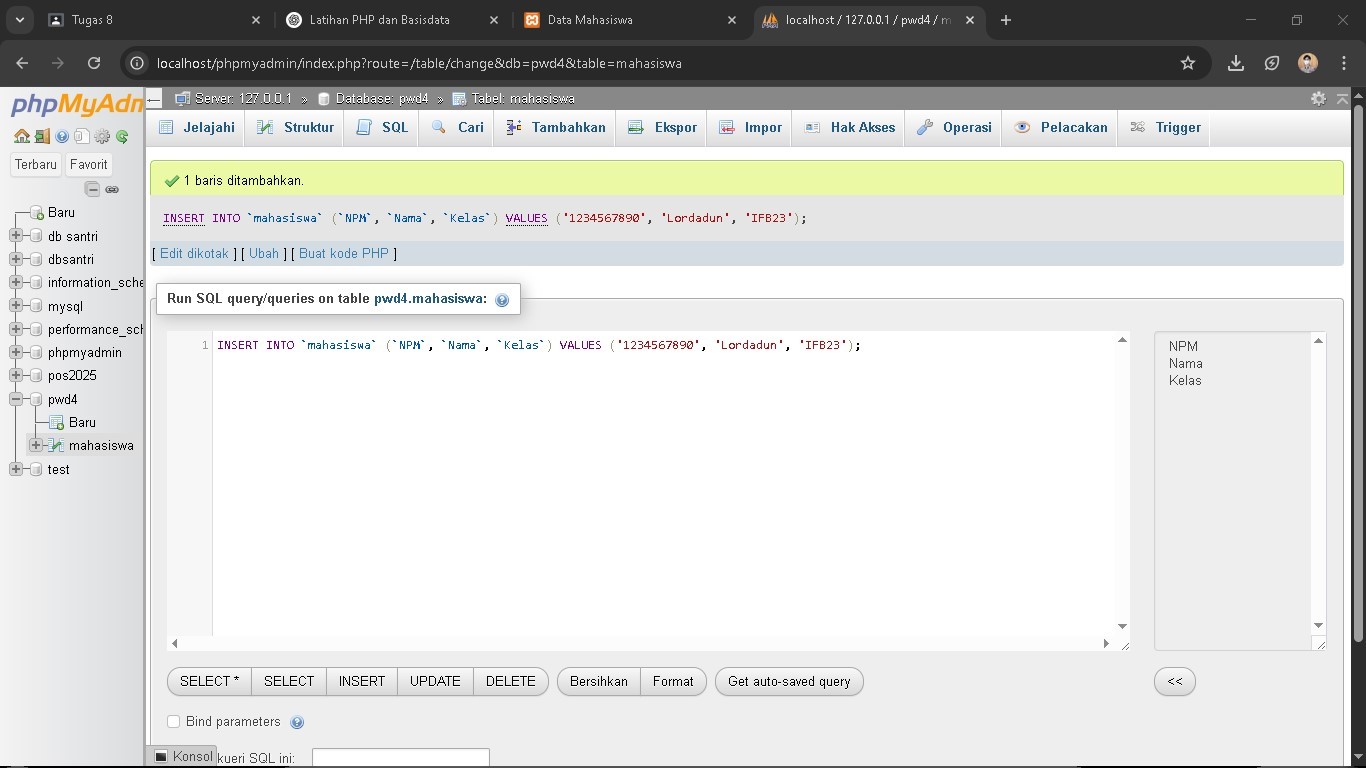 Tugas 8
Latihan PHP dan Basisdata
Data Mahasiswa
localhost / 127.0.0.1 / pwd4 / m
localhost/phpmyadmin/index.php?route=/table/change&db=pwd4&table=mahasiswa
phpMyAdm
Server: 127.0.0.1 » Database: pwd4 » Tabel: mahasiswa
Jelajahi Struktur SQL Cari Tambahkan Ekspor Impor Hak Akses Operasi Pelacakan Trigger
Terbaru Favorit
Baru
db santri
dbsantri
information_sche
mysql
performance_sch
phpmyadmin
pos2025
pwd4
Baru
mahasiswa
test
1 baris ditambahkan.
INSERT INTO `mahasiswa` (`NPM`, `Nama`, `Kelas`) VALUES ('1234567890', 'Lordadun', 'IFB23');
[ Edit dikotak ] [ Ubah ] [ Buat kode PHP ]
Run SQL query/queries on table pwd4.mahasiswa:
1 INSERT INTO `mahasiswa` (`NPM`, `Nama`, `Kelas`) VALUES ('1234567890', 'Lordadun', 'IFB23');
NPM
Nama
Kelas
SELECT * SELECT INSERT UPDATE DELETE Bersihkan Format Get auto-saved query <<
Bind parameters
Konsol kueri SQL ini: